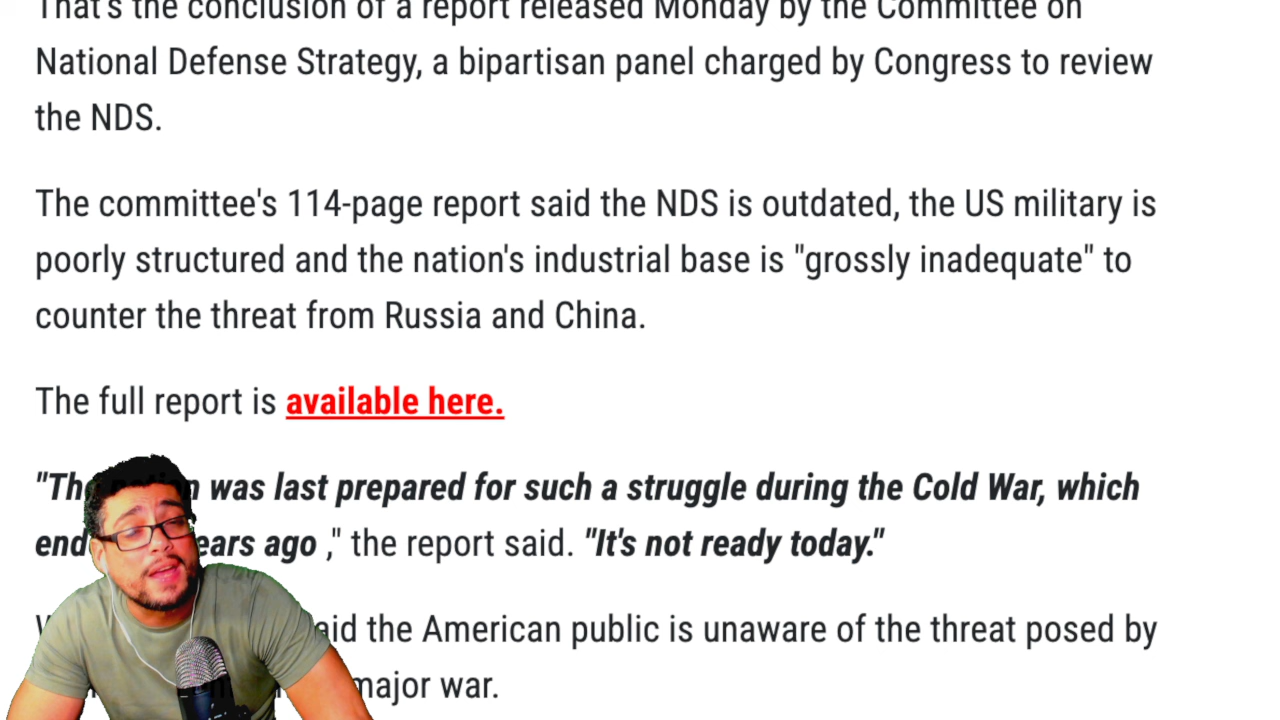 That's the conclusion of a report released Monday by the Committee on
National Defense Strategy, a bipartisan panel charged by Congress to review
the NDS.
The committee's 114-page report said the NDS is outdated, the US military is
poorly structured and the nation's industrial base is "grossly inadequate" to
counter the threat from Russia and China.
The full report is available here.
"The was last prepared for such a struggle during the Cold War, which
ago ," the report said. "It's not ready today."
the American public is unaware of the threat posed by
major war.